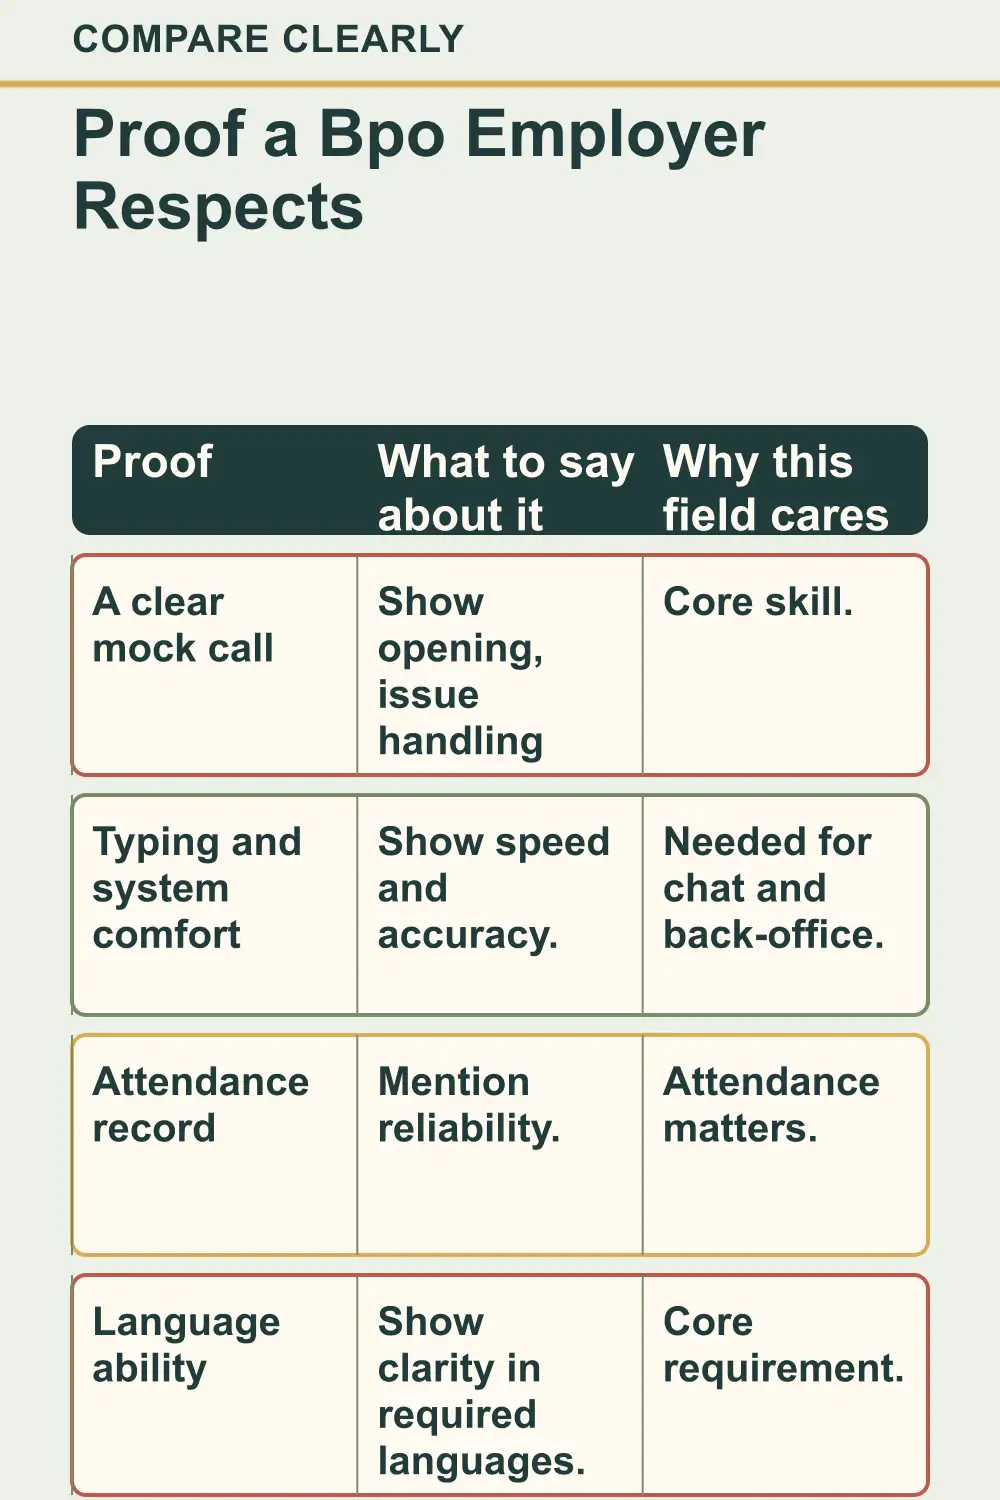 COMPARE CLEARLY
Proof a Bpo Employer
Respects
Proof
What to say
about it
Why this
field cares
A clear
mock call
Show
opening,
issue
handling
Core skill.
Typing and
system
comfort
Show speed
and
accuracy.
Needed for
chat and
back-office.
Attendance
record
Mention
reliability.
Attendance
matters.
Language
ability
Show
clarity in
required
languages.
Core
requirement.